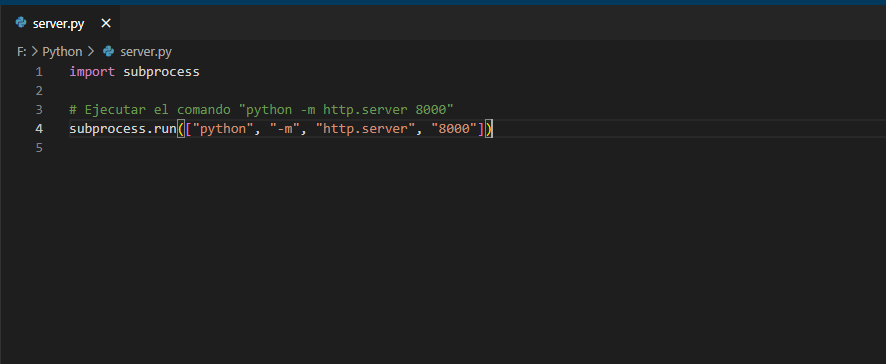 server.py
F: > Python > server.py
1 import subprocess
2
3 # Ejecutar el comando "python -m http.server 8000"
4 subprocess.run(["python", "-m", "http.server", "8000"])
5